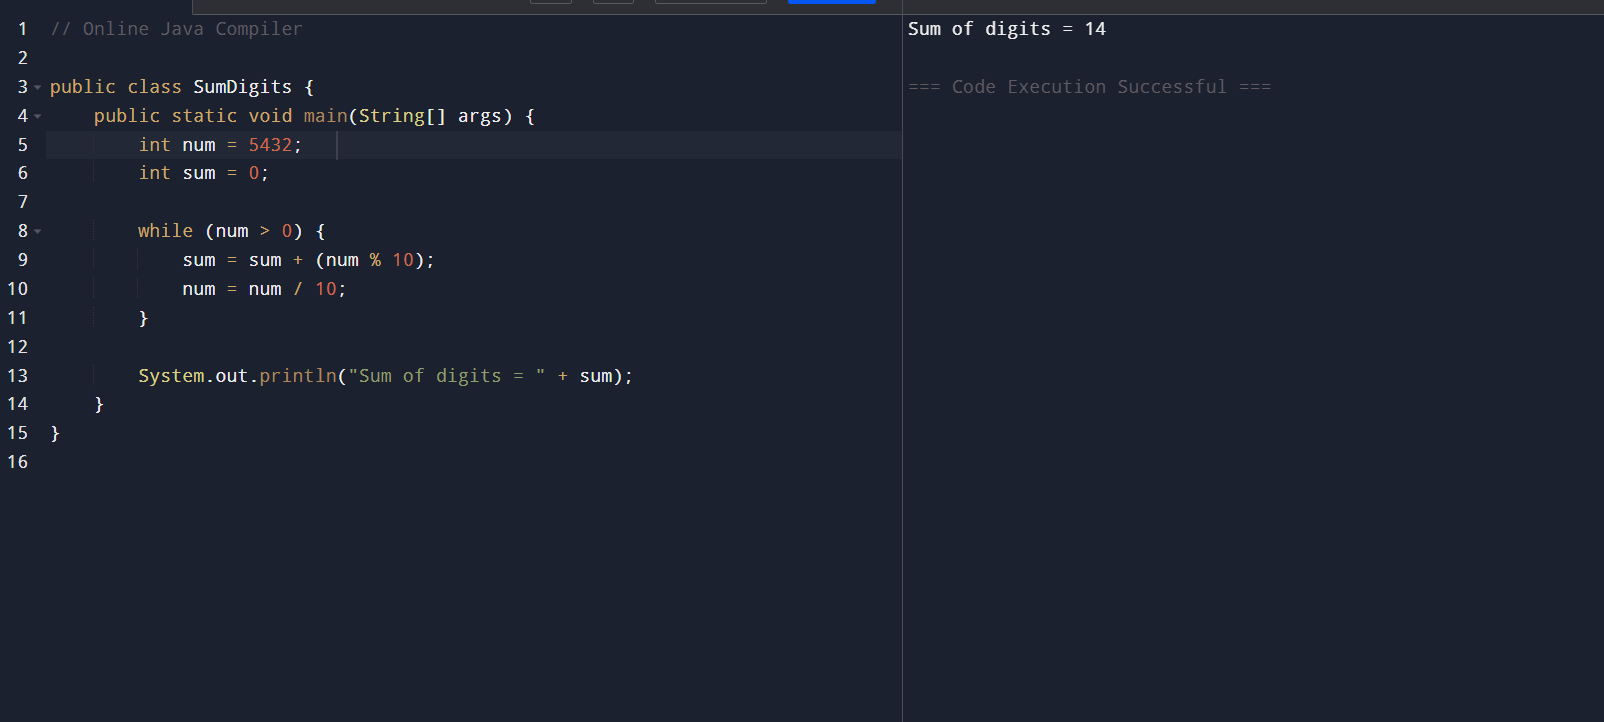 1 // Online Java Compiler
2
3 public class SumDigits {
4     public static void main(String[] args) {
5         int num = 5432;
6         int sum = 0;
7
8         while (num > 0) {
9             sum = sum + (num % 10);
10             num = num / 10;
11         }
12
13         System.out.println("Sum of digits = " + sum);
14     }
15 }
16
Sum of digits = 14
=== Code Execution Successful ===